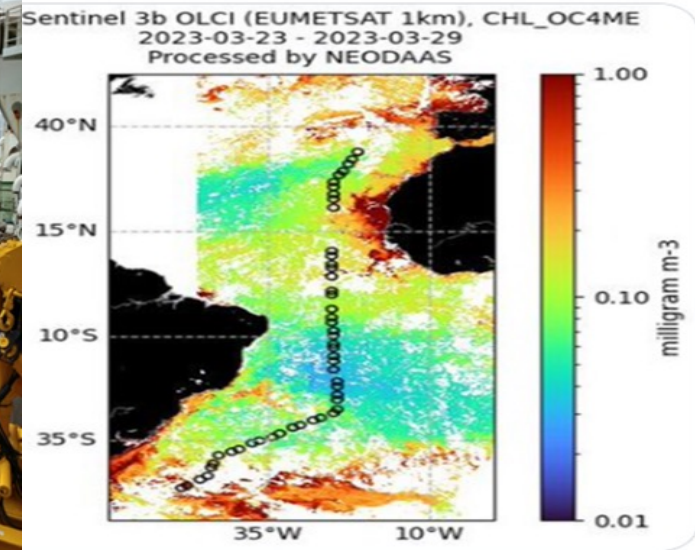 Sentinel 3b OLCI (EUMETSAT 1km), CHL_OC4ME
2023-03-23 - 2023-03-29
Processed by NEODAAS
40°N
15°N
10°S
35°S
35°W
10°W
1.00
0.10
0.01
milligram m-3